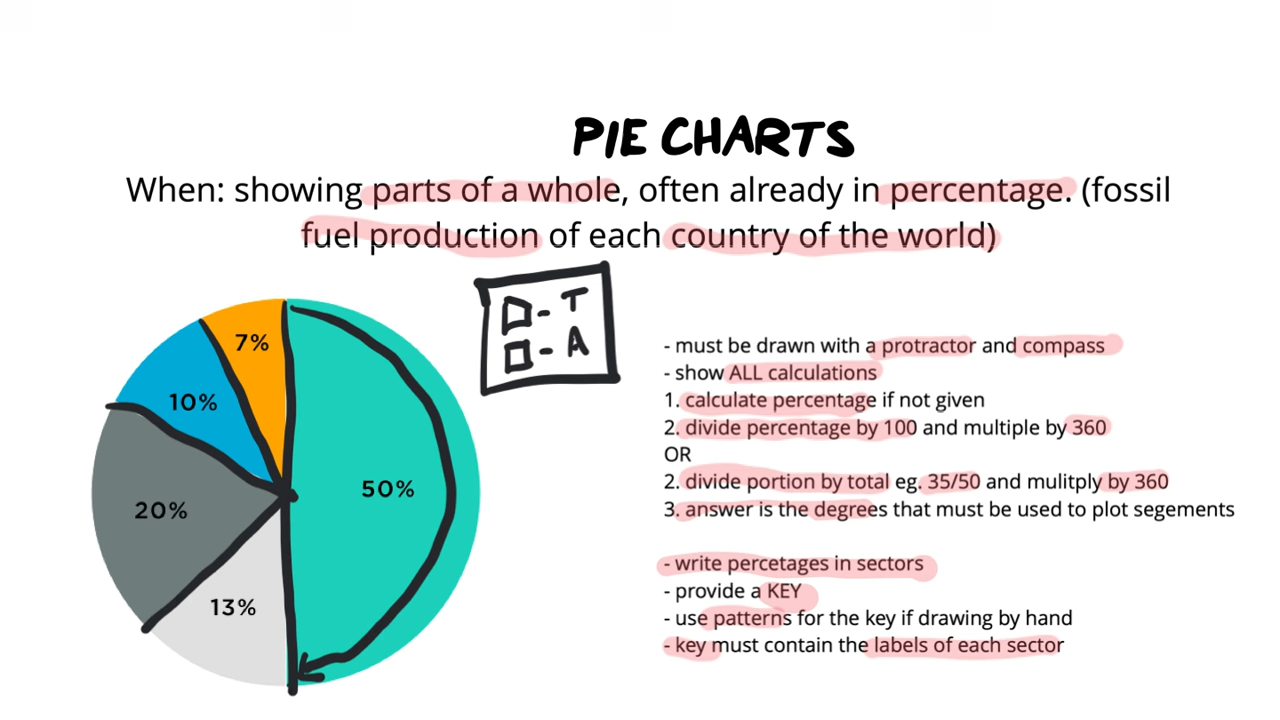 PIE CHARTS
When: showing parts of a whole, often already in percentage. (fossil
fuel production of each country of the world)
- T
- A
7%
10%
50%
20%
13%
- must be drawn with a protractor and compass
- show ALL calculations
1. calculate percentage if not given
2. divide percentage by 100 and multiple by 360
OR
2. divide portion by total eg. 35/50 and mulitply by 360
3. answer is the degrees that must be used to plot segements
- write percetages in sectors
- provide a KEY
- use patterns for the key if drawing by hand
- key must contain the labels of each sector